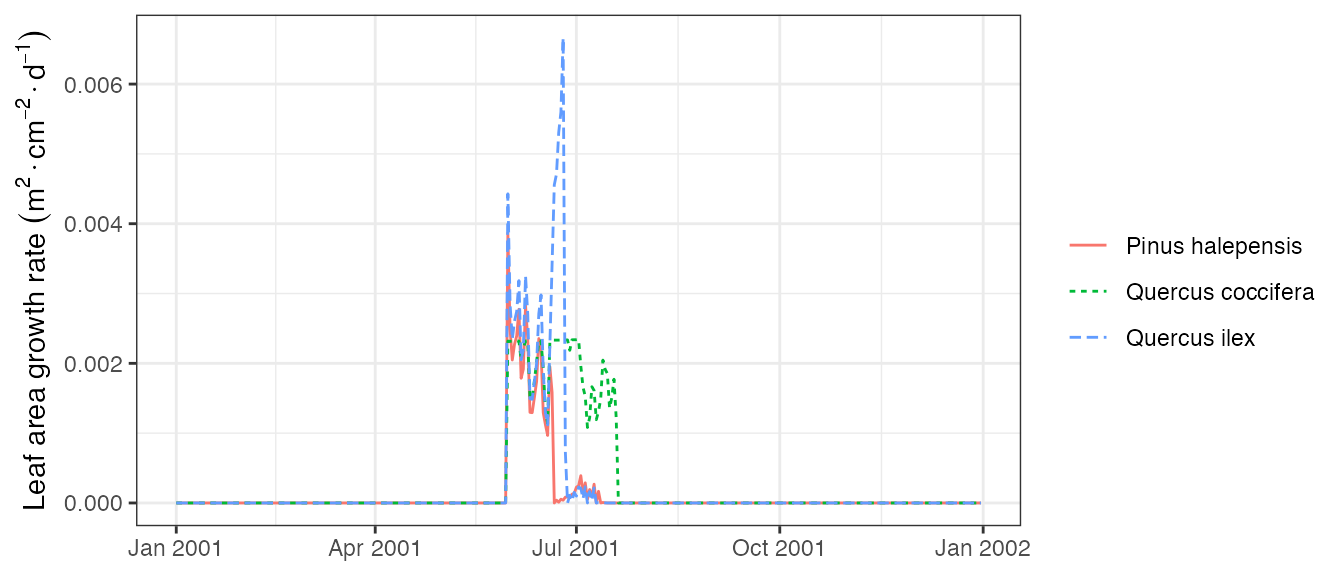 Leaf area growth rate (m²·cm⁻²·d⁻¹)
0.006
0.004
0.002
0.000
Jan 2001 Apr 2001 Jul 2001 Oct 2001 Jan 2002
Pinus halepensis
Quercus coccifera
Quercus ilex